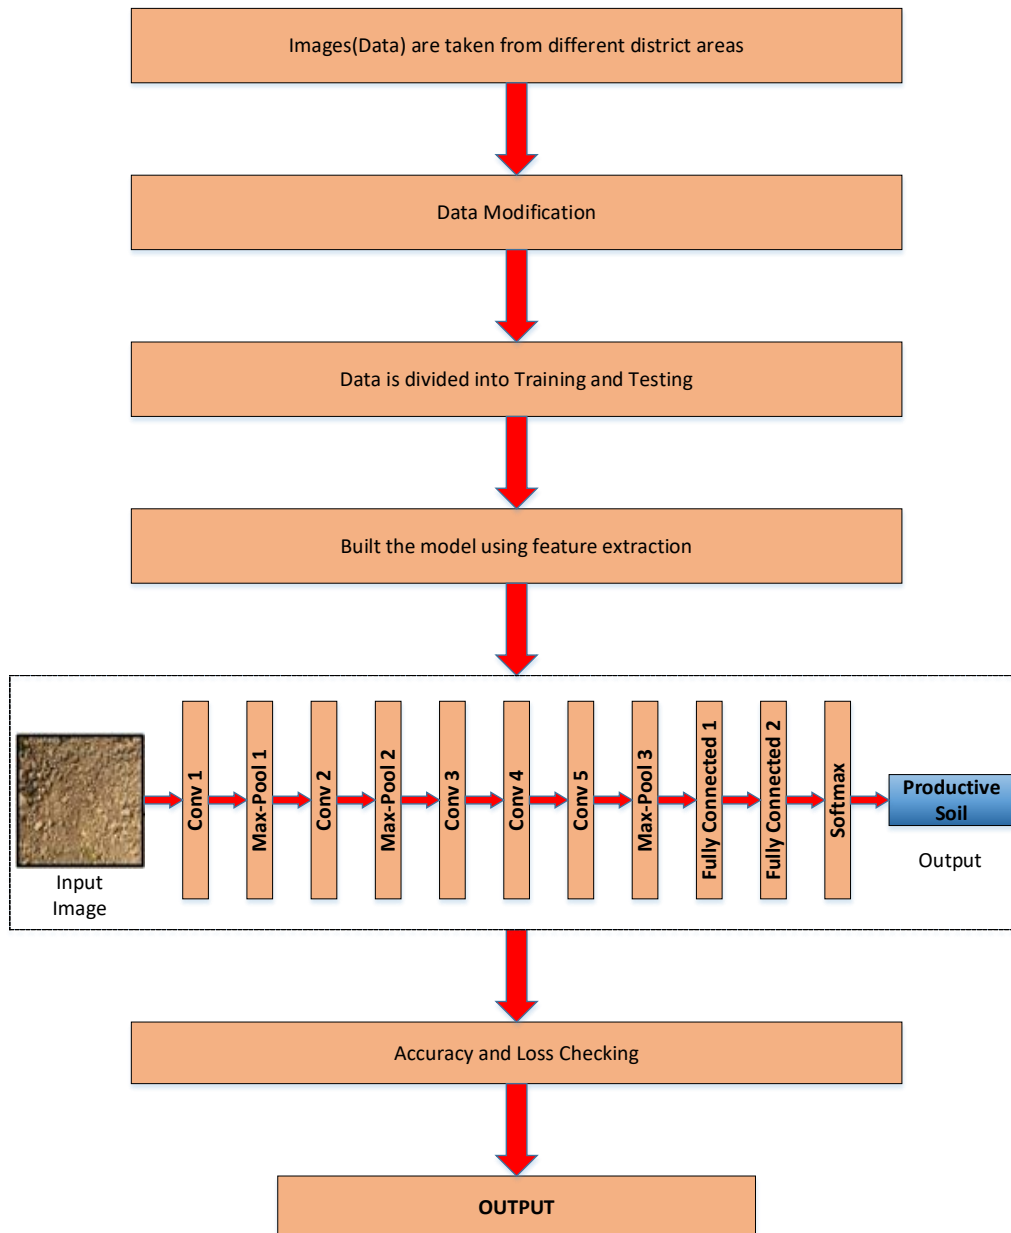 Images(Data) are taken from different district areas
Data Modification
Data is divided into Training and Testing
Built the model using feature extraction
Input
Image
Conv 1
Max-Pool 1
Conv 2
Max-Pool 2
Conv 3
Conv 4
Conv 5
Max-Pool 3
Fully Connected 1
Fully Connected 2
Softmax
Productive
Soil
Output
Accuracy and Loss Checking
OUTPUT